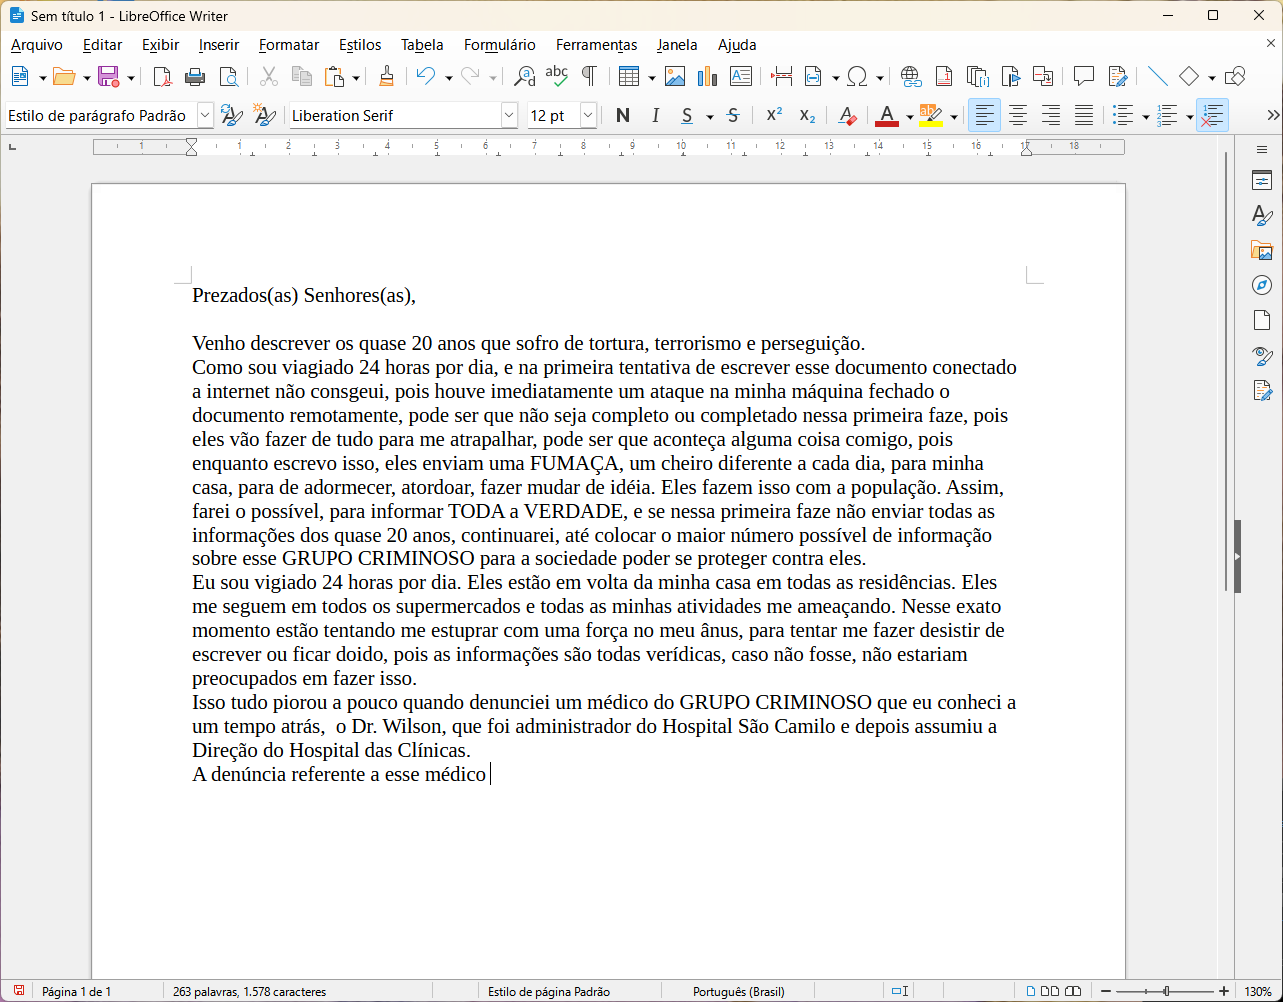 Sem título 1 - LibreOffice Writer
Arquivo Editar Exibir Inserir Formatar Estilos Tabela Formulário Ferramentas Janela Ajuda
Estilo de parágrafo Padrão Liberation Serif 12 pt N I S S X² X₂
1 1 2 3 4 5 6 7 8 9 10 11 12 13 14 15 16 17 18
Prezados(as) Senhores(as),
Venho descrever os quase 20 anos que sofro de tortura, terrorismo e perseguição.
Como sou viagiado 24 horas por dia, e na primeira tentativa de escrever esse documento conectado
a internet não consgeui, pois houve imediatamente um ataque na minha máquina fechado o
documento remotamente, pode ser que não seja completo ou completado nessa primeira faze, pois
eles vão fazer de tudo para me atrapalhar, pode ser que aconteça alguma coisa comigo, pois
enquanto escrevo isso, eles enviam uma FUMAÇA, um cheiro diferente a cada dia, para minha
casa, para de adormecer, atordoar, fazer mudar de idéia. Eles fazem isso com a população. Assim,
farei o possível, para informar TODA a VERDADE, e se nessa primeira faze não enviar todas as
informações dos quase 20 anos, continuarei, até colocar o maior número possível de informação
sobre esse GRUPO CRIMINOSO para a sociedade poder se proteger contra eles.
Eu sou vigiado 24 horas por dia. Eles estão em volta da minha casa em todas as residências. Eles
me seguem em todos os supermercados e todas as minhas atividades me ameaçando. Nesse exato
momento estão tentando me estuprar com uma força no meu ânus, para tentar me fazer desistir de
escrever ou ficar doido, pois as informações são todas verídicas, caso não fosse, não estariam
preocupados em fazer isso.
Isso tudo piorou a pouco quando denunciei um médico do GRUPO CRIMINOSO que eu conheci a
um tempo atrás,  o Dr. Wilson, que foi administrador do Hospital São Camilo e depois assumiu a
Direção do Hospital das Clínicas.
A denúncia referente a esse médico
Página 1 de 1 263 palavras, 1.578 caracteres Estilo de página Padrão Português (Brasil) 130%